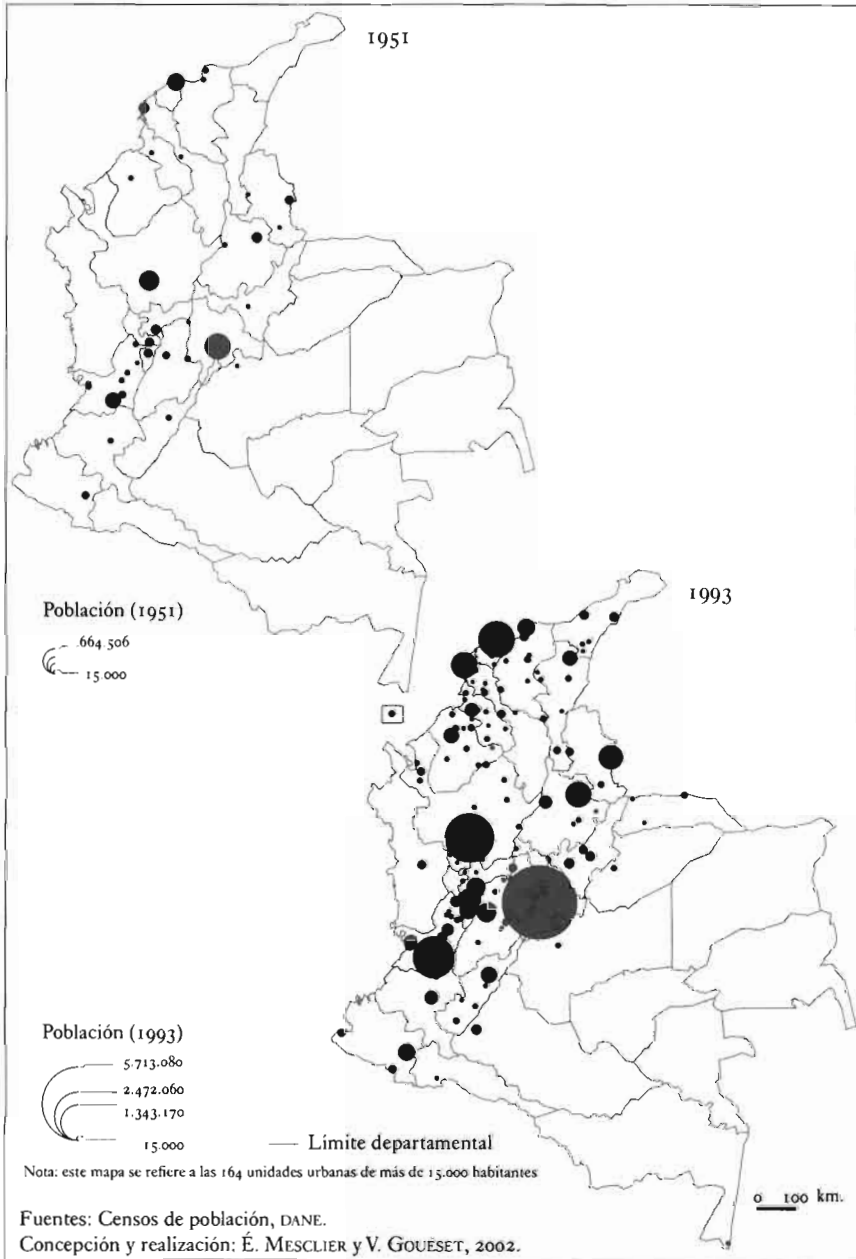 1951
Población (1951)
664.506
15.000
1993
Población (1993)
5.713.080
2.472.060
1.343.170
15.000
Límite departamental
Nota: este mapa se refiere a las 164 unidades urbanas de más de 15.000 habitantes
0 100 km.
Fuentes: Censos de población, DANE.
Concepción y realización: É. MESCLIER y V. GOUËSET, 2002.